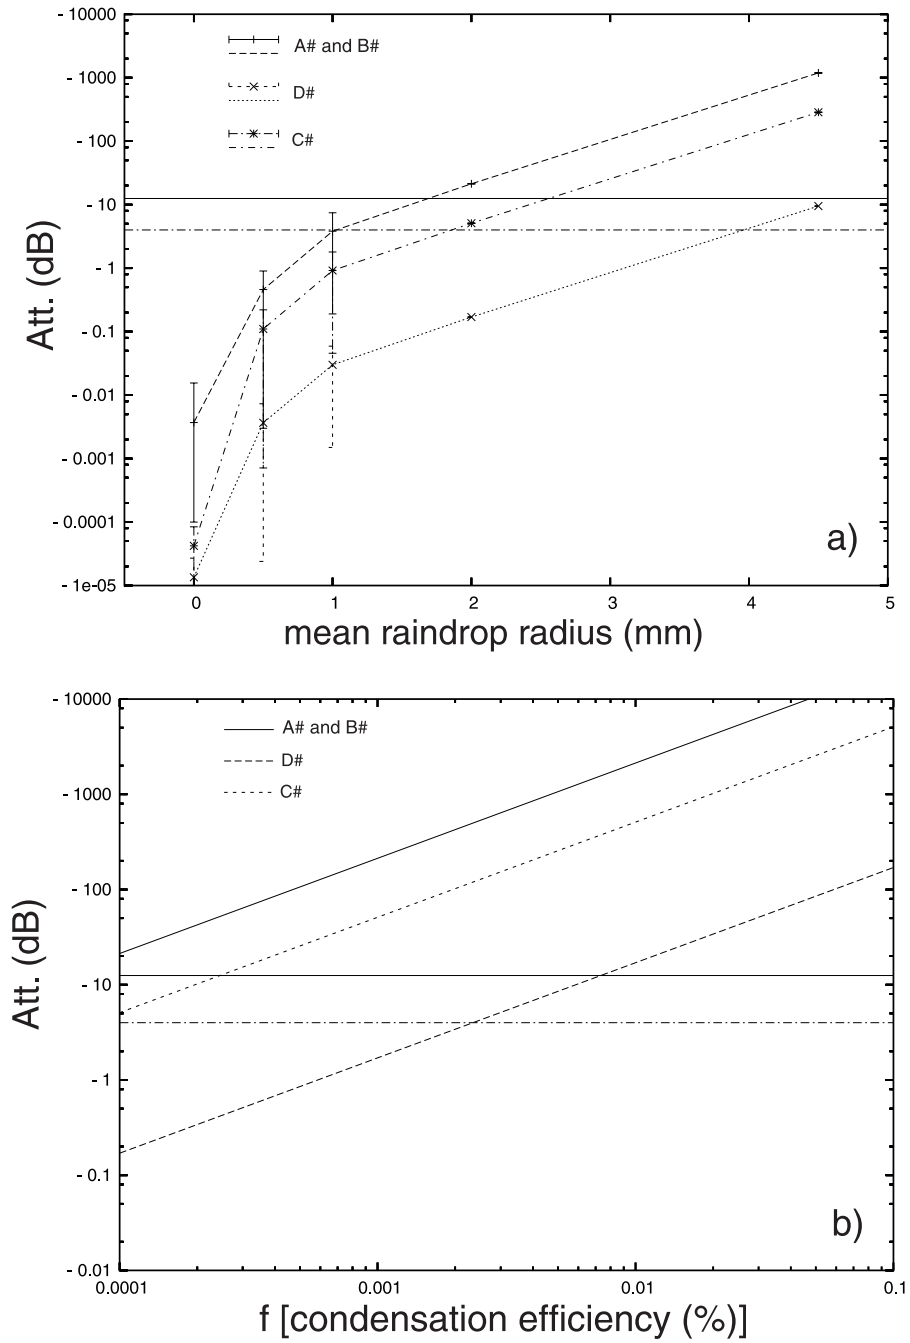 - 10000
- 1000
- 100
- 10
- 1
- 0.1
- 0.01
- 0.001
- 0.0001
- 1e-05
Att. (dB)
A# and B#
D#
C#
a)
0 1 2 3 4 5
mean raindrop radius (mm)
- 10000
- 1000
- 100
- 10
- 1
- 0.1
- 0.01
Att. (dB)
A# and B#
D#
C#
b)
0.0001 0.001 0.01 0.1
f [condensation efficiency (%)]